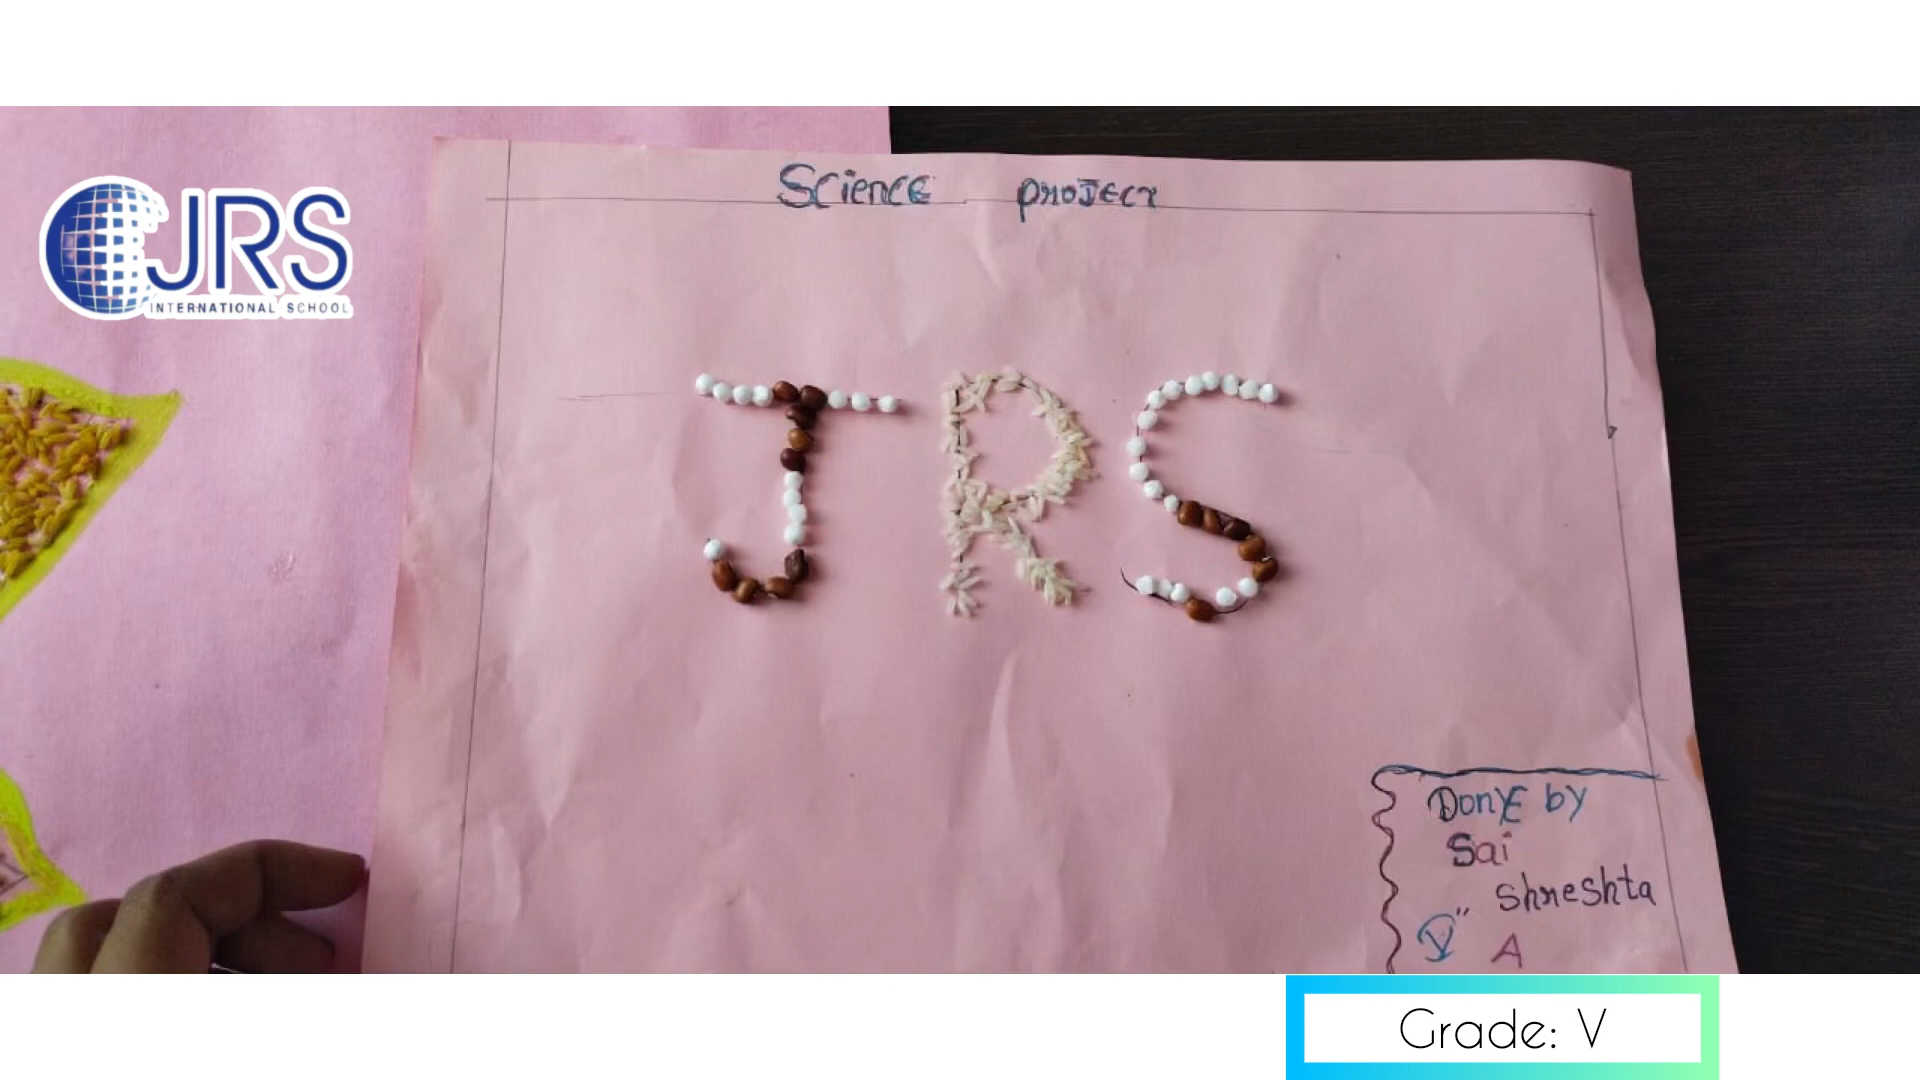 Science project
JRS
INTERNATIONAL SCHOOL
JRS
Done by
Sai
Shreshta
V" A
Grade: V